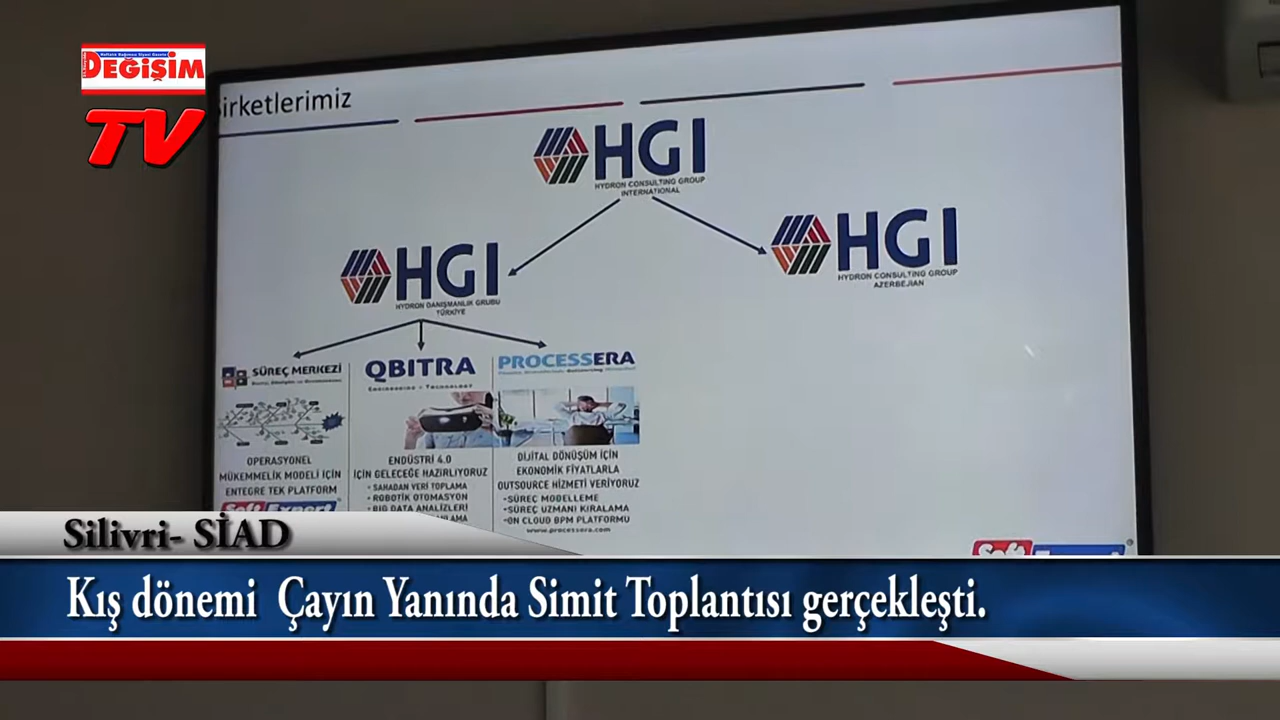 DEĞİŞİM
TV
irketlerimiz
HGI
HYDRON CONSULTING GROUP
INTERNATIONAL
HGI
HYDRON CONSULTING GROUP
AZERBEJIAN
HGI
HYDRON DANIŞMANLIK GRUBU
TÜRKİYE
SÜREÇ MERKEZİ
OPERASYONEL
MÜKEMMELİK MODELİ İÇİN
ENTEGRE TEK PLATFORM
QBITRA
ENGINEERING + TECHNOLOGY
ENDÜSTRİ 4.0
İÇİN GELECEĞE HAZIRLIYORUZ
• SAHADAN VERİ TOPLAMA
• ROBOTİK OTOMASYON
• BIG DATA ANALİZLERİ
PROCESSERA
DİJİTAL DÖNÜŞÜM İÇİN
EKONOMİK FİYATLARLA
OUTSOURCE HİZMETİ VERİYORUZ
•SÜREÇ MODELLEME
•SÜREÇ UZMANI KIRALAMA
•ON CLOUD BPM PLATFORMU
www.processera.com
Silivri- SİAD
Kış dönemi Çayın Yanında Simit Toplantısı gerçekleşti.